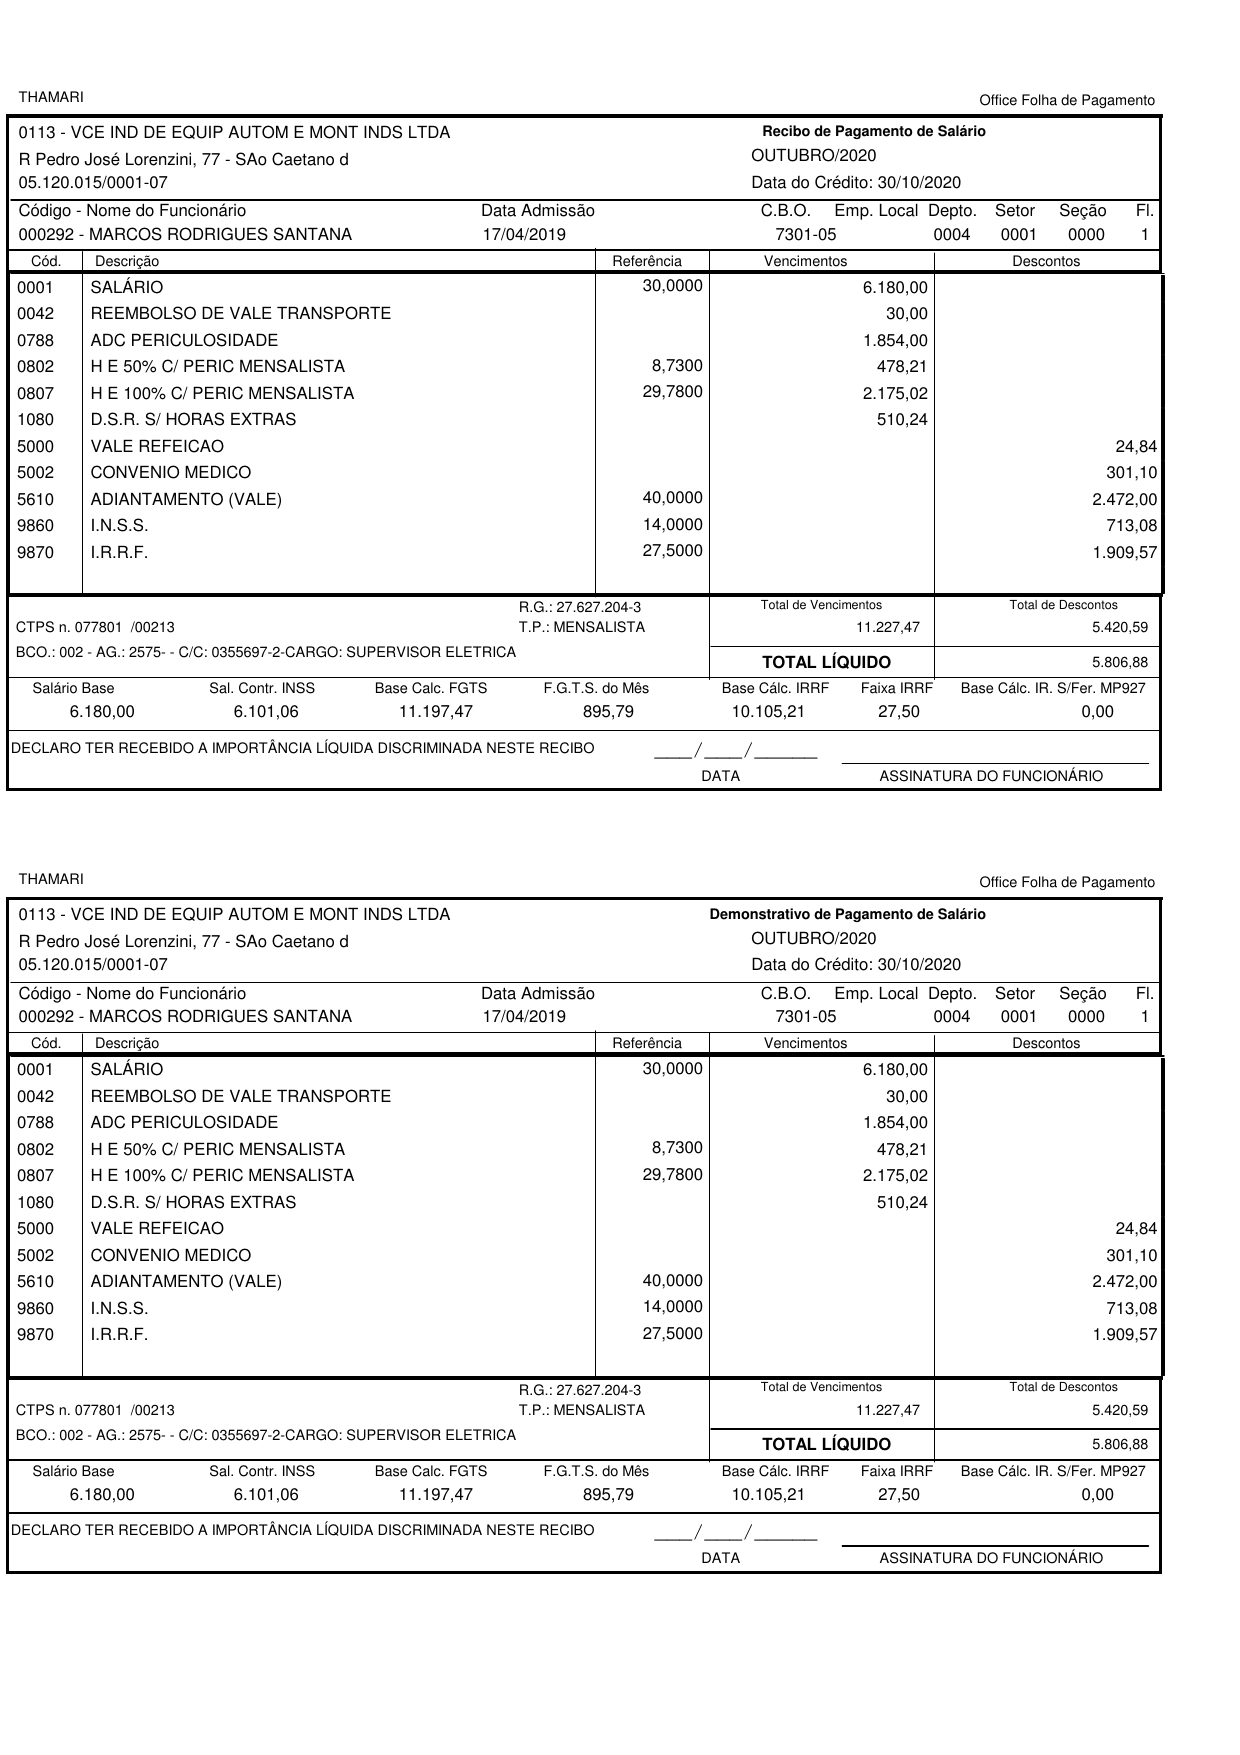 THAMARI Office Folha de Pagamento
0113 - VCE IND DE EQUIP AUTOM E MONT INDS LTDA Recibo de Pagamento de Salário
R Pedro José Lorenzini, 77 - SAo Caetano d OUTUBRO/2020
05.120.015/0001-07 Data do Crédito: 30/10/2020
Código - Nome do Funcionário Data Admissão C.B.O. Emp. Local Depto. Setor Seção Fl.
000292 - MARCOS RODRIGUES SANTANA 17/04/2019 7301-05 0004 0001 0000 1
Cód. Descrição Referência Vencimentos Descontos
0001 SALÁRIO 30,0000 6.180,00
0042 REEMBOLSO DE VALE TRANSPORTE 30,00
0788 ADC PERICULOSIDADE 1.854,00
0802 H E 50% C/ PERIC MENSALISTA 8,7300 478,21
0807 H E 100% C/ PERIC MENSALISTA 29,7800 2.175,02
1080 D.S.R. S/ HORAS EXTRAS 510,24
5000 VALE REFEICAO 24,84
5002 CONVENIO MEDICO 301,10
5610 ADIANTAMENTO (VALE) 40,0000 2.472,00
9860 I.N.S.S. 14,0000 713,08
9870 I.R.R.F. 27,5000 1.909,57
R.G.: 27.627.204-3 Total de Vencimentos Total de Descontos
CTPS n. 077801 /00213 T.P.: MENSALISTA 11.227,47 5.420,59
BCO.: 002 - AG.: 2575- - C/C: 0355697-2-CARGO: SUPERVISOR ELETRICA
TOTAL LÍQUIDO 5.806,88
Salário Base Sal. Contr. INSS Base Calc. FGTS F.G.T.S. do Mês Base Cálc. IRRF Faixa IRRF Base Cálc. IR. S/Fer. MP927
6.180,00 6.101,06 11.197,47 895,79 10.105,21 27,50 0,00
DECLARO TER RECEBIDO A IMPORTÂNCIA LÍQUIDA DISCRIMINADA NESTE RECIBO ____/____/______
DATA ASSINATURA DO FUNCIONÁRIO
THAMARI Office Folha de Pagamento
0113 - VCE IND DE EQUIP AUTOM E MONT INDS LTDA Demonstrativo de Pagamento de Salário
R Pedro José Lorenzini, 77 - SAo Caetano d OUTUBRO/2020
05.120.015/0001-07 Data do Crédito: 30/10/2020
Código - Nome do Funcionário Data Admissão C.B.O. Emp. Local Depto. Setor Seção Fl.
000292 - MARCOS RODRIGUES SANTANA 17/04/2019 7301-05 0004 0001 0000 1
Cód. Descrição Referência Vencimentos Descontos
0001 SALÁRIO 30,0000 6.180,00
0042 REEMBOLSO DE VALE TRANSPORTE 30,00
0788 ADC PERICULOSIDADE 1.854,00
0802 H E 50% C/ PERIC MENSALISTA 8,7300 478,21
0807 H E 100% C/ PERIC MENSALISTA 29,7800 2.175,02
1080 D.S.R. S/ HORAS EXTRAS 510,24
5000 VALE REFEICAO 24,84
5002 CONVENIO MEDICO 301,10
5610 ADIANTAMENTO (VALE) 40,0000 2.472,00
9860 I.N.S.S. 14,0000 713,08
9870 I.R.R.F. 27,5000 1.909,57
R.G.: 27.627.204-3 Total de Vencimentos Total de Descontos
CTPS n. 077801 /00213 T.P.: MENSALISTA 11.227,47 5.420,59
BCO.: 002 - AG.: 2575- - C/C: 0355697-2-CARGO: SUPERVISOR ELETRICA
TOTAL LÍQUIDO 5.806,88
Salário Base Sal. Contr. INSS Base Calc. FGTS F.G.T.S. do Mês Base Cálc. IRRF Faixa IRRF Base Cálc. IR. S/Fer. MP927
6.180,00 6.101,06 11.197,47 895,79 10.105,21 27,50 0,00
DECLARO TER RECEBIDO A IMPORTÂNCIA LÍQUIDA DISCRIMINADA NESTE RECIBO ____/____/______
DATA ASSINATURA DO FUNCIONÁRIO